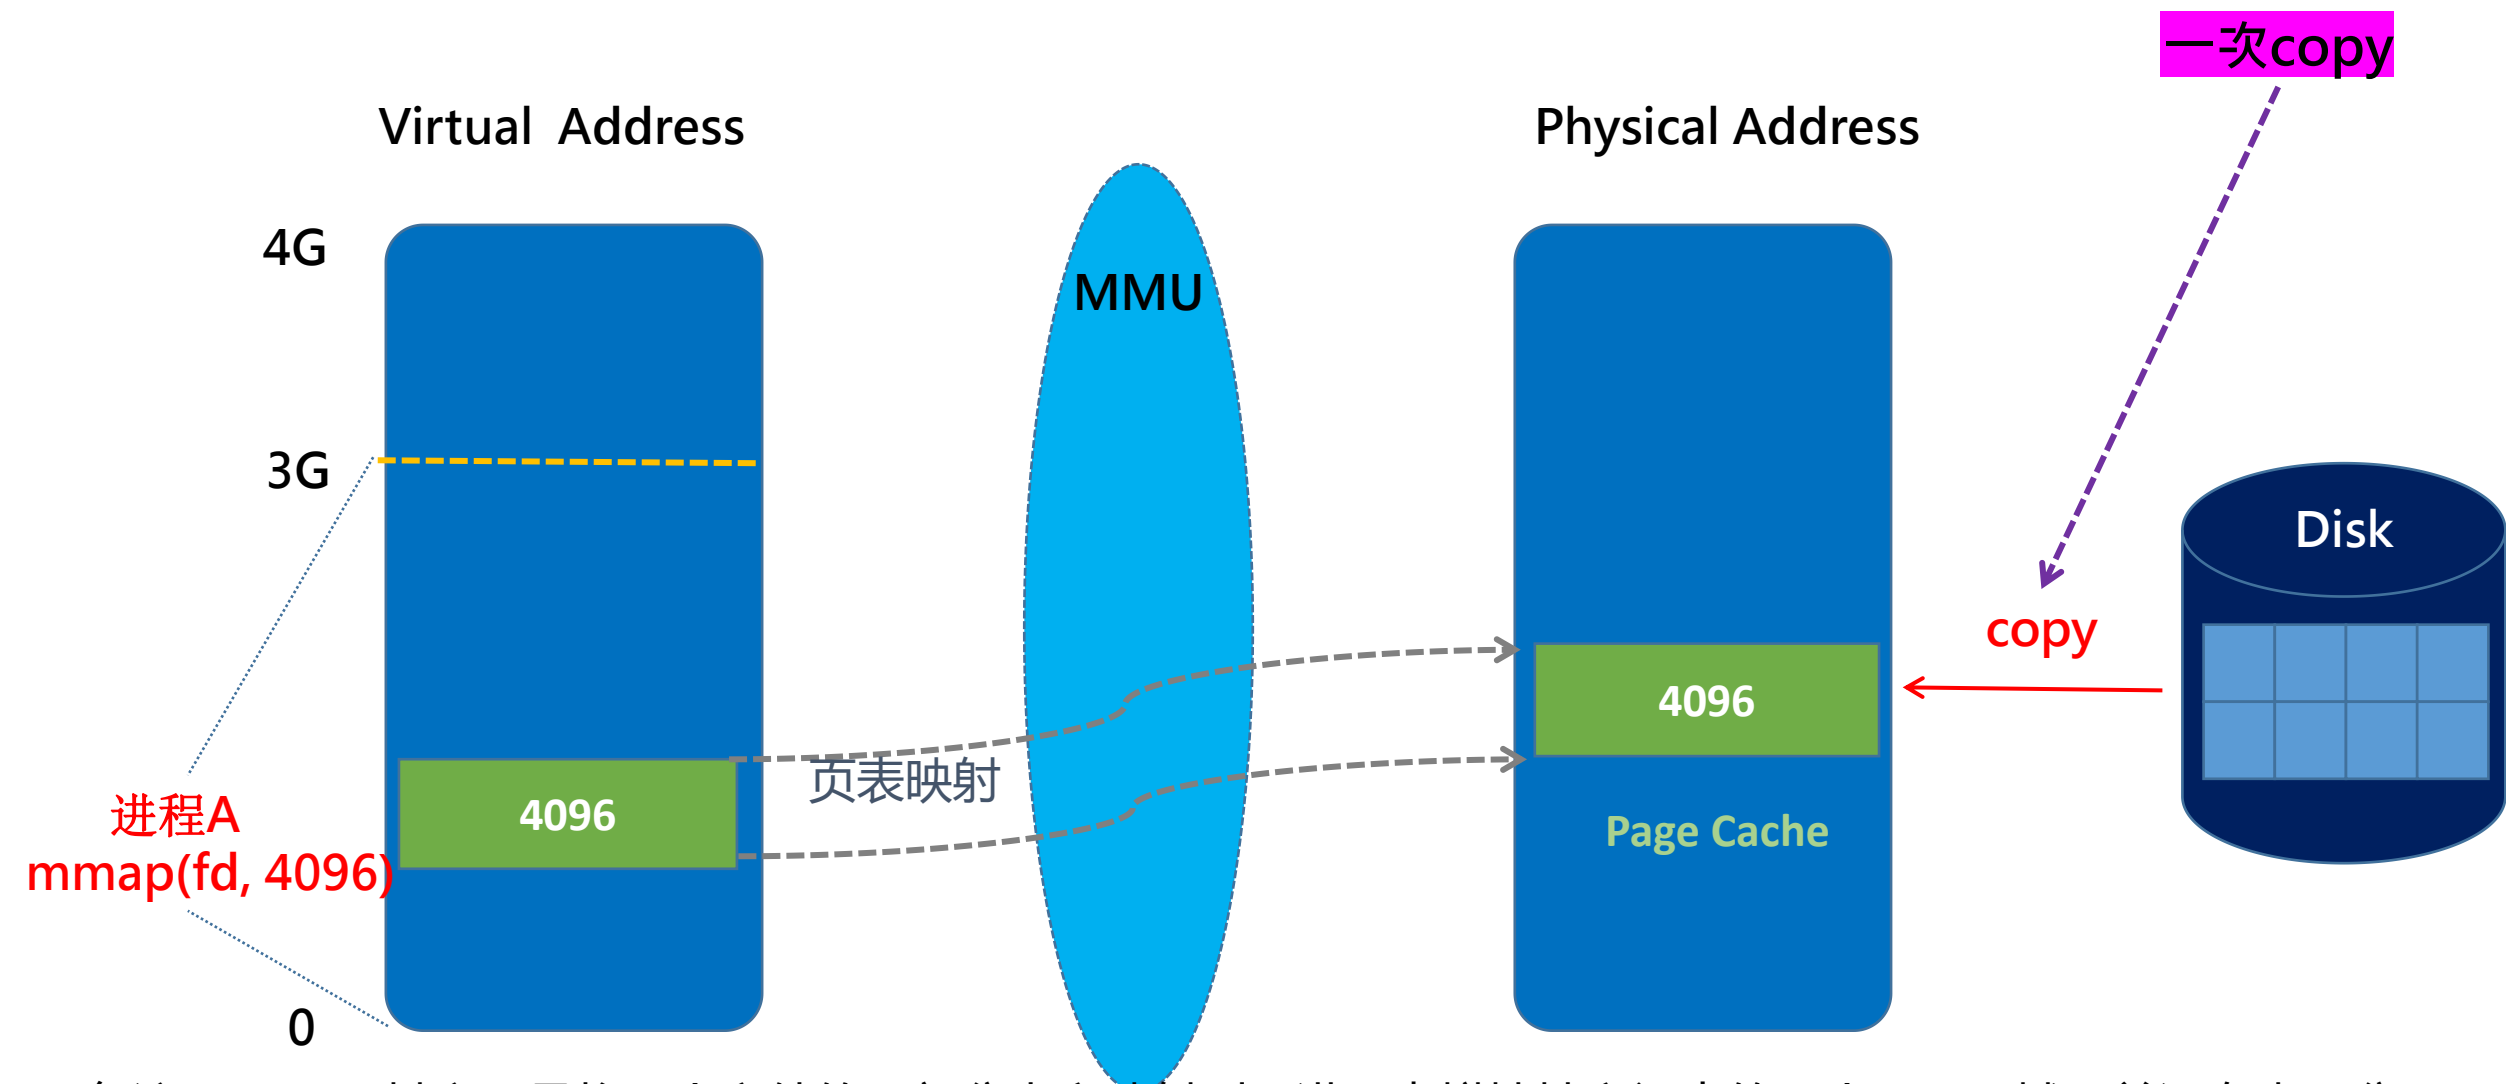 一次copy
Virtual Address
Physical Address
4G
MMU
3G
Disk
copy
4096
页表映射
4096
进程A
mmap(fd, 4096)
Page Cache
0